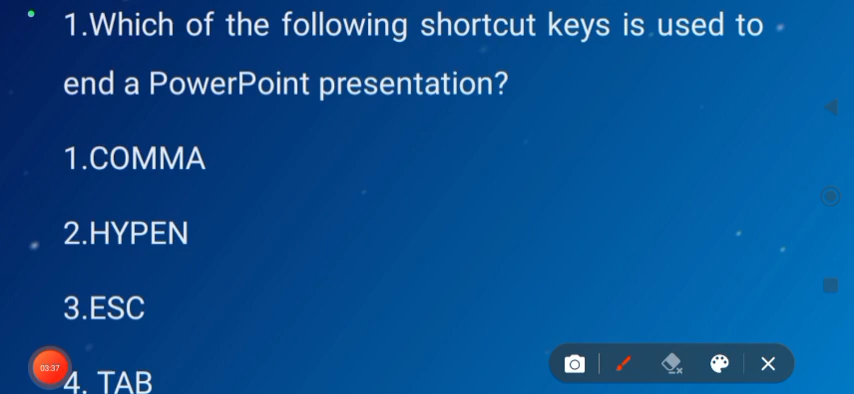 1.Which of the following shortcut keys is used to
end a PowerPoint presentation?
1.COMMA
2.HYPEN
3.ESC
03:37
4. TAB